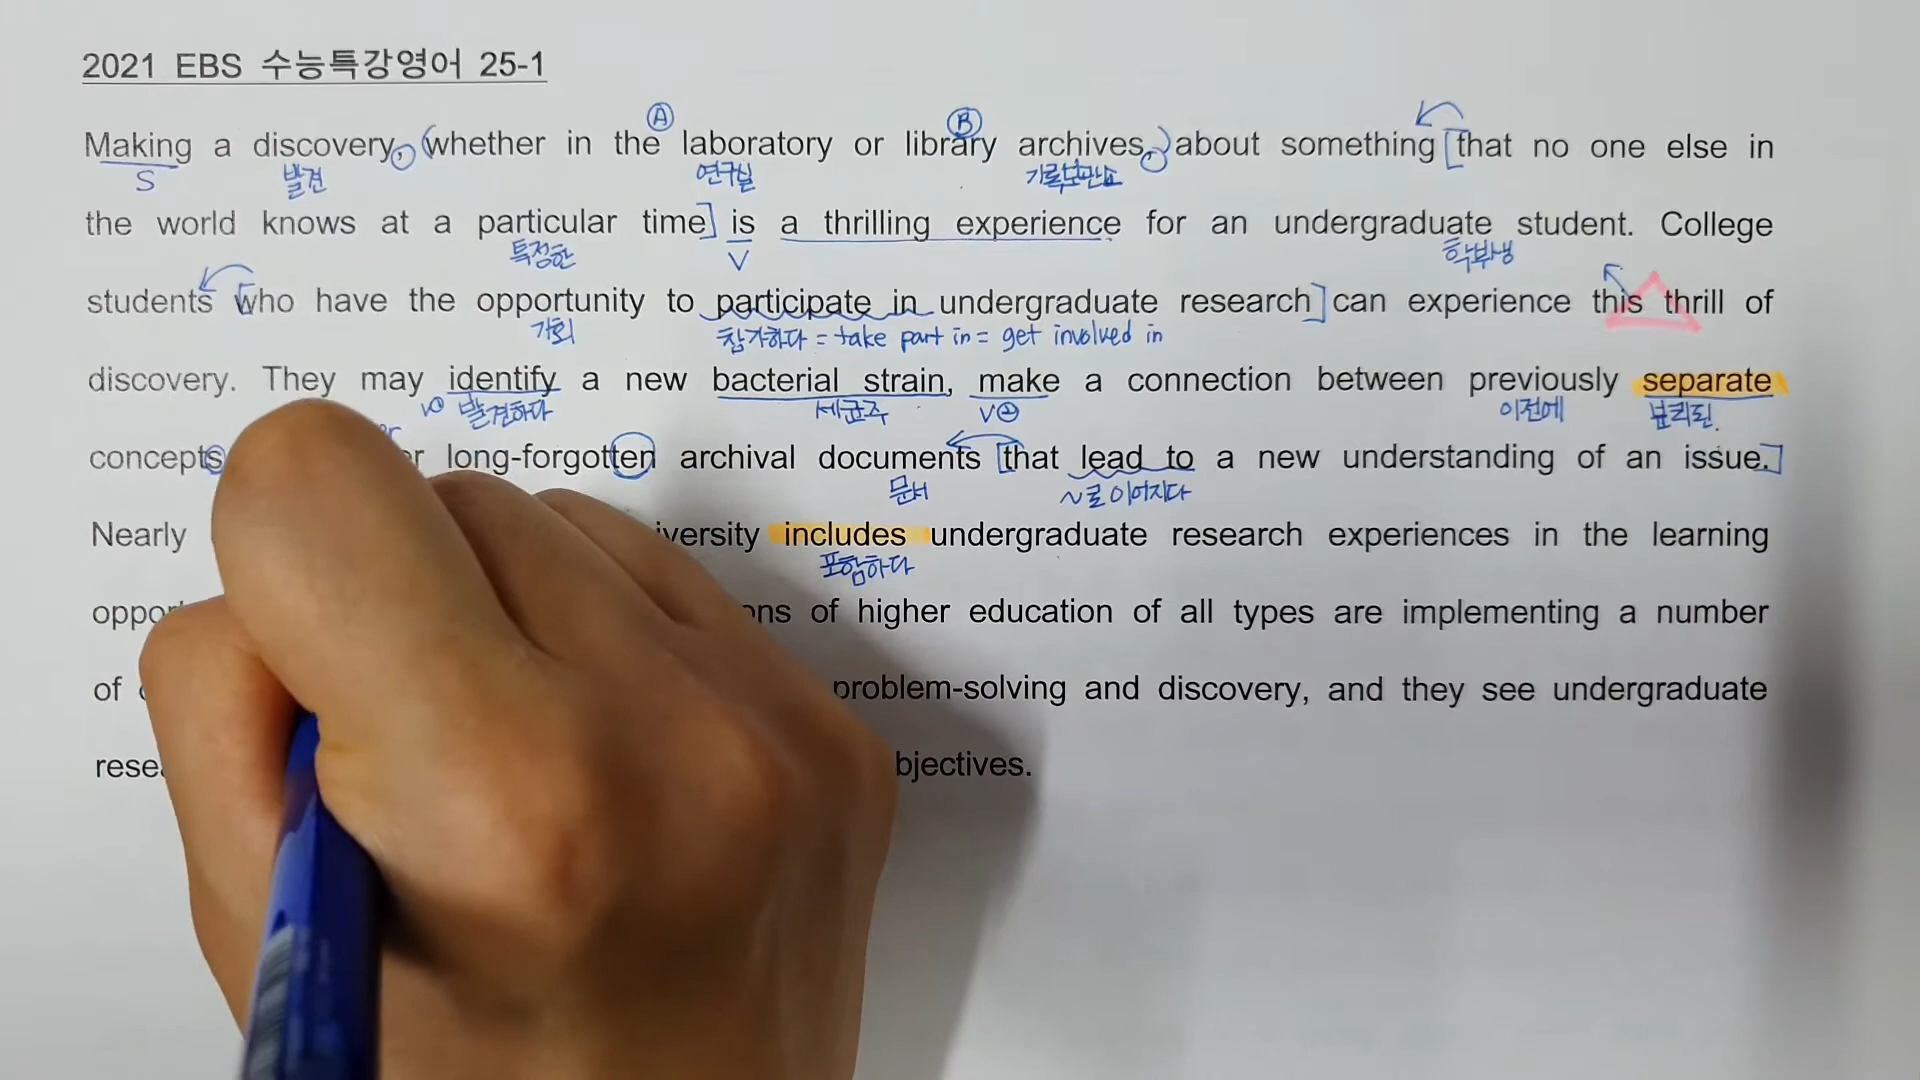 2021 EBS 수능특강영어 25-1
Ⓐ Ⓑ
Making a discovery, (whether in the laboratory or library archives,) about something [that no one else in
S 발견 연구실 기록보관소
the world knows at a particular time] is a thrilling experience for an undergraduate student. College
특정한 V 학부생
students [who have the opportunity to participate in undergraduate research] can experience this thrill of
기회 참가하다 = take part in = get involved in
discovery. They may identify a new bacterial strain, make a connection between previously separate
V① 발견하다 세균주 V② 이전에 분리된.
concepts long-forgotten archival documents [that lead to a new understanding of an issue.]
문서 ~로 이어지다
Nearly includes undergraduate research experiences in the learning
포함하다
of higher education of all types are implementing a number
of problem-solving and discovery, and they see undergraduate